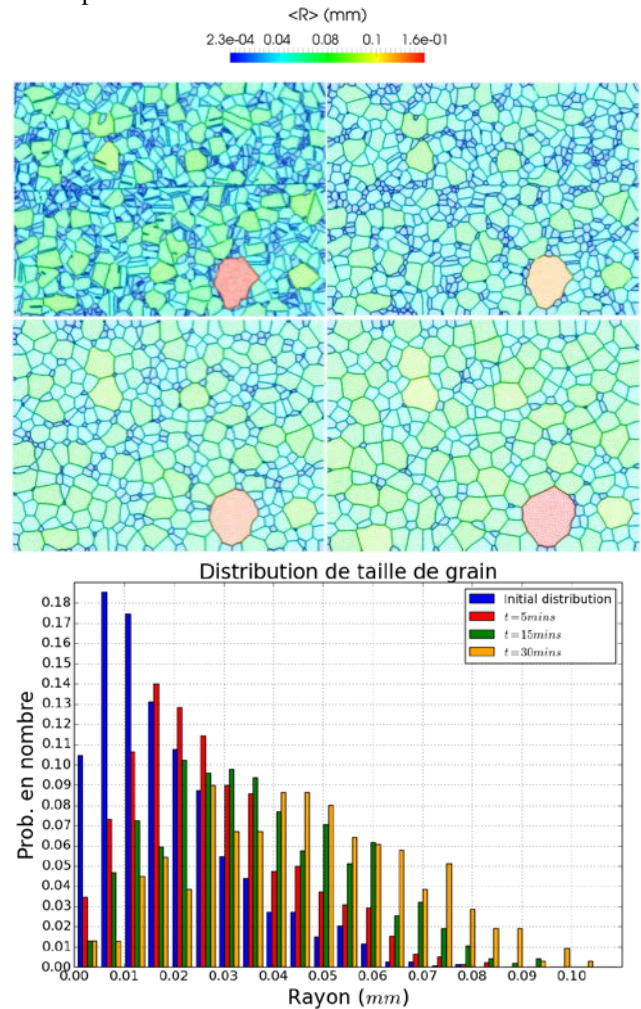 <R> (mm)
2.3e-04 0.04 0.08 0.1 1.6e-01
Distribution de taille de grain
Initial distribution
t=5mins
t=15mins
t=30mins
Prob. en nombre
0.18
0.17
0.16
0.15
0.14
0.13
0.12
0.11
0.10
0.09
0.08
0.07
0.06
0.05
0.04
0.03
0.02
0.01
0.00
0.00 0.01 0.02 0.03 0.04 0.05 0.06 0.07 0.08 0.09 0.10
Rayon (mm)